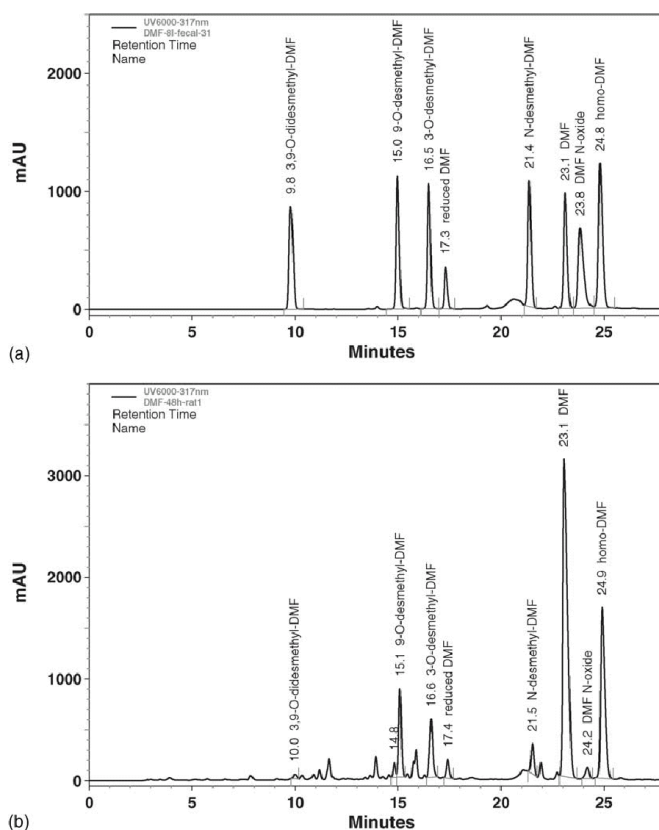 UV6000-317nm
DMF-8l-fecal-31
Retention Time
Name
mAU
2000
1000
0
9.8 3,9-O-didesmethyl-DMF
15.0 9-O-desmethyl-DMF
16.5 3-O-desmethyl-DMF
17.3 reduced DMF
21.4 N-desmethyl-DMF
23.1 DMF
23.8 DMF N-oxide
24.8 homo-DMF
0 5 10 15 20 25
Minutes
(a)
UV6000-317nm
DMF-48h-rat1
Retention Time
Name
mAU
3000
2000
1000
0
10.0 3,9-O-didesmethyl-DMF
14.8
15.1 9-O-desmethyl-DMF
16.6 3-O-desmethyl-DMF
17.4 reduced DMF
21.5 N-desmethyl-DMF
23.1 DMF
24.2 DMF N-oxide
24.9 homo-DMF
0 5 10 15 20 25
Minutes
(b)